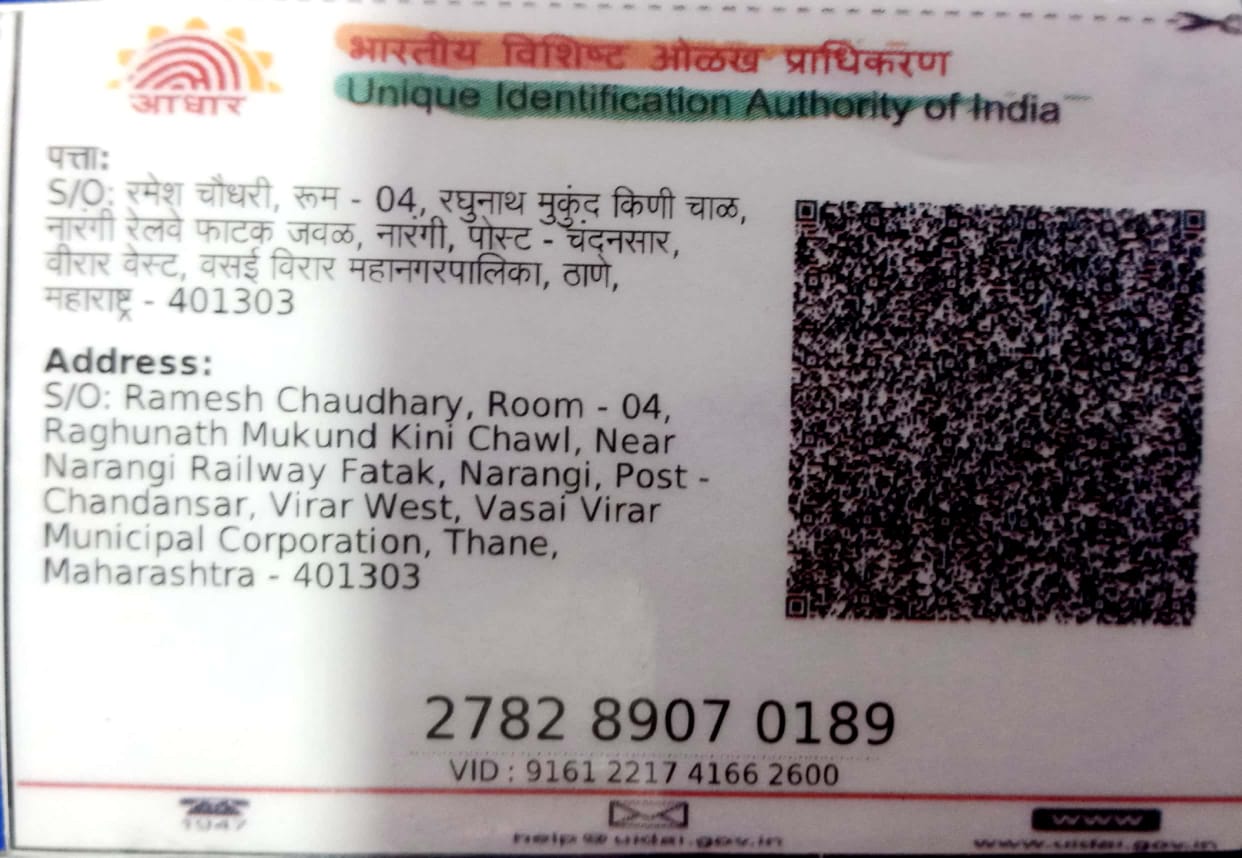 आधार
भारतीय विशिष्ट ओळख प्राधिकरण
Unique Identification Authority of India
पत्ता:
S/O: रमेश चौधरी, रूम - 04, रघुनाथ मुकुंद किणी चाळ,
नारंगी रेलवे फाटक जवळ, नारंगी, पोस्ट - चंदनसार,
वीरार वेस्ट, वसई विरार महानगरपालिका, ठाणे,
महाराष्ट्र - 401303
Address:
S/O: Ramesh Chaudhary, Room - 04,
Raghunath Mukund Kini Chawl, Near
Narangi Railway Fatak, Narangi, Post -
Chandansar, Virar West, Vasai Virar
Municipal Corporation, Thane,
Maharashtra - 401303
2782 8907 0189
VID : 9161 2217 4166 2600
1947
help@uidai.gov.in
www
www.uidai.gov.in